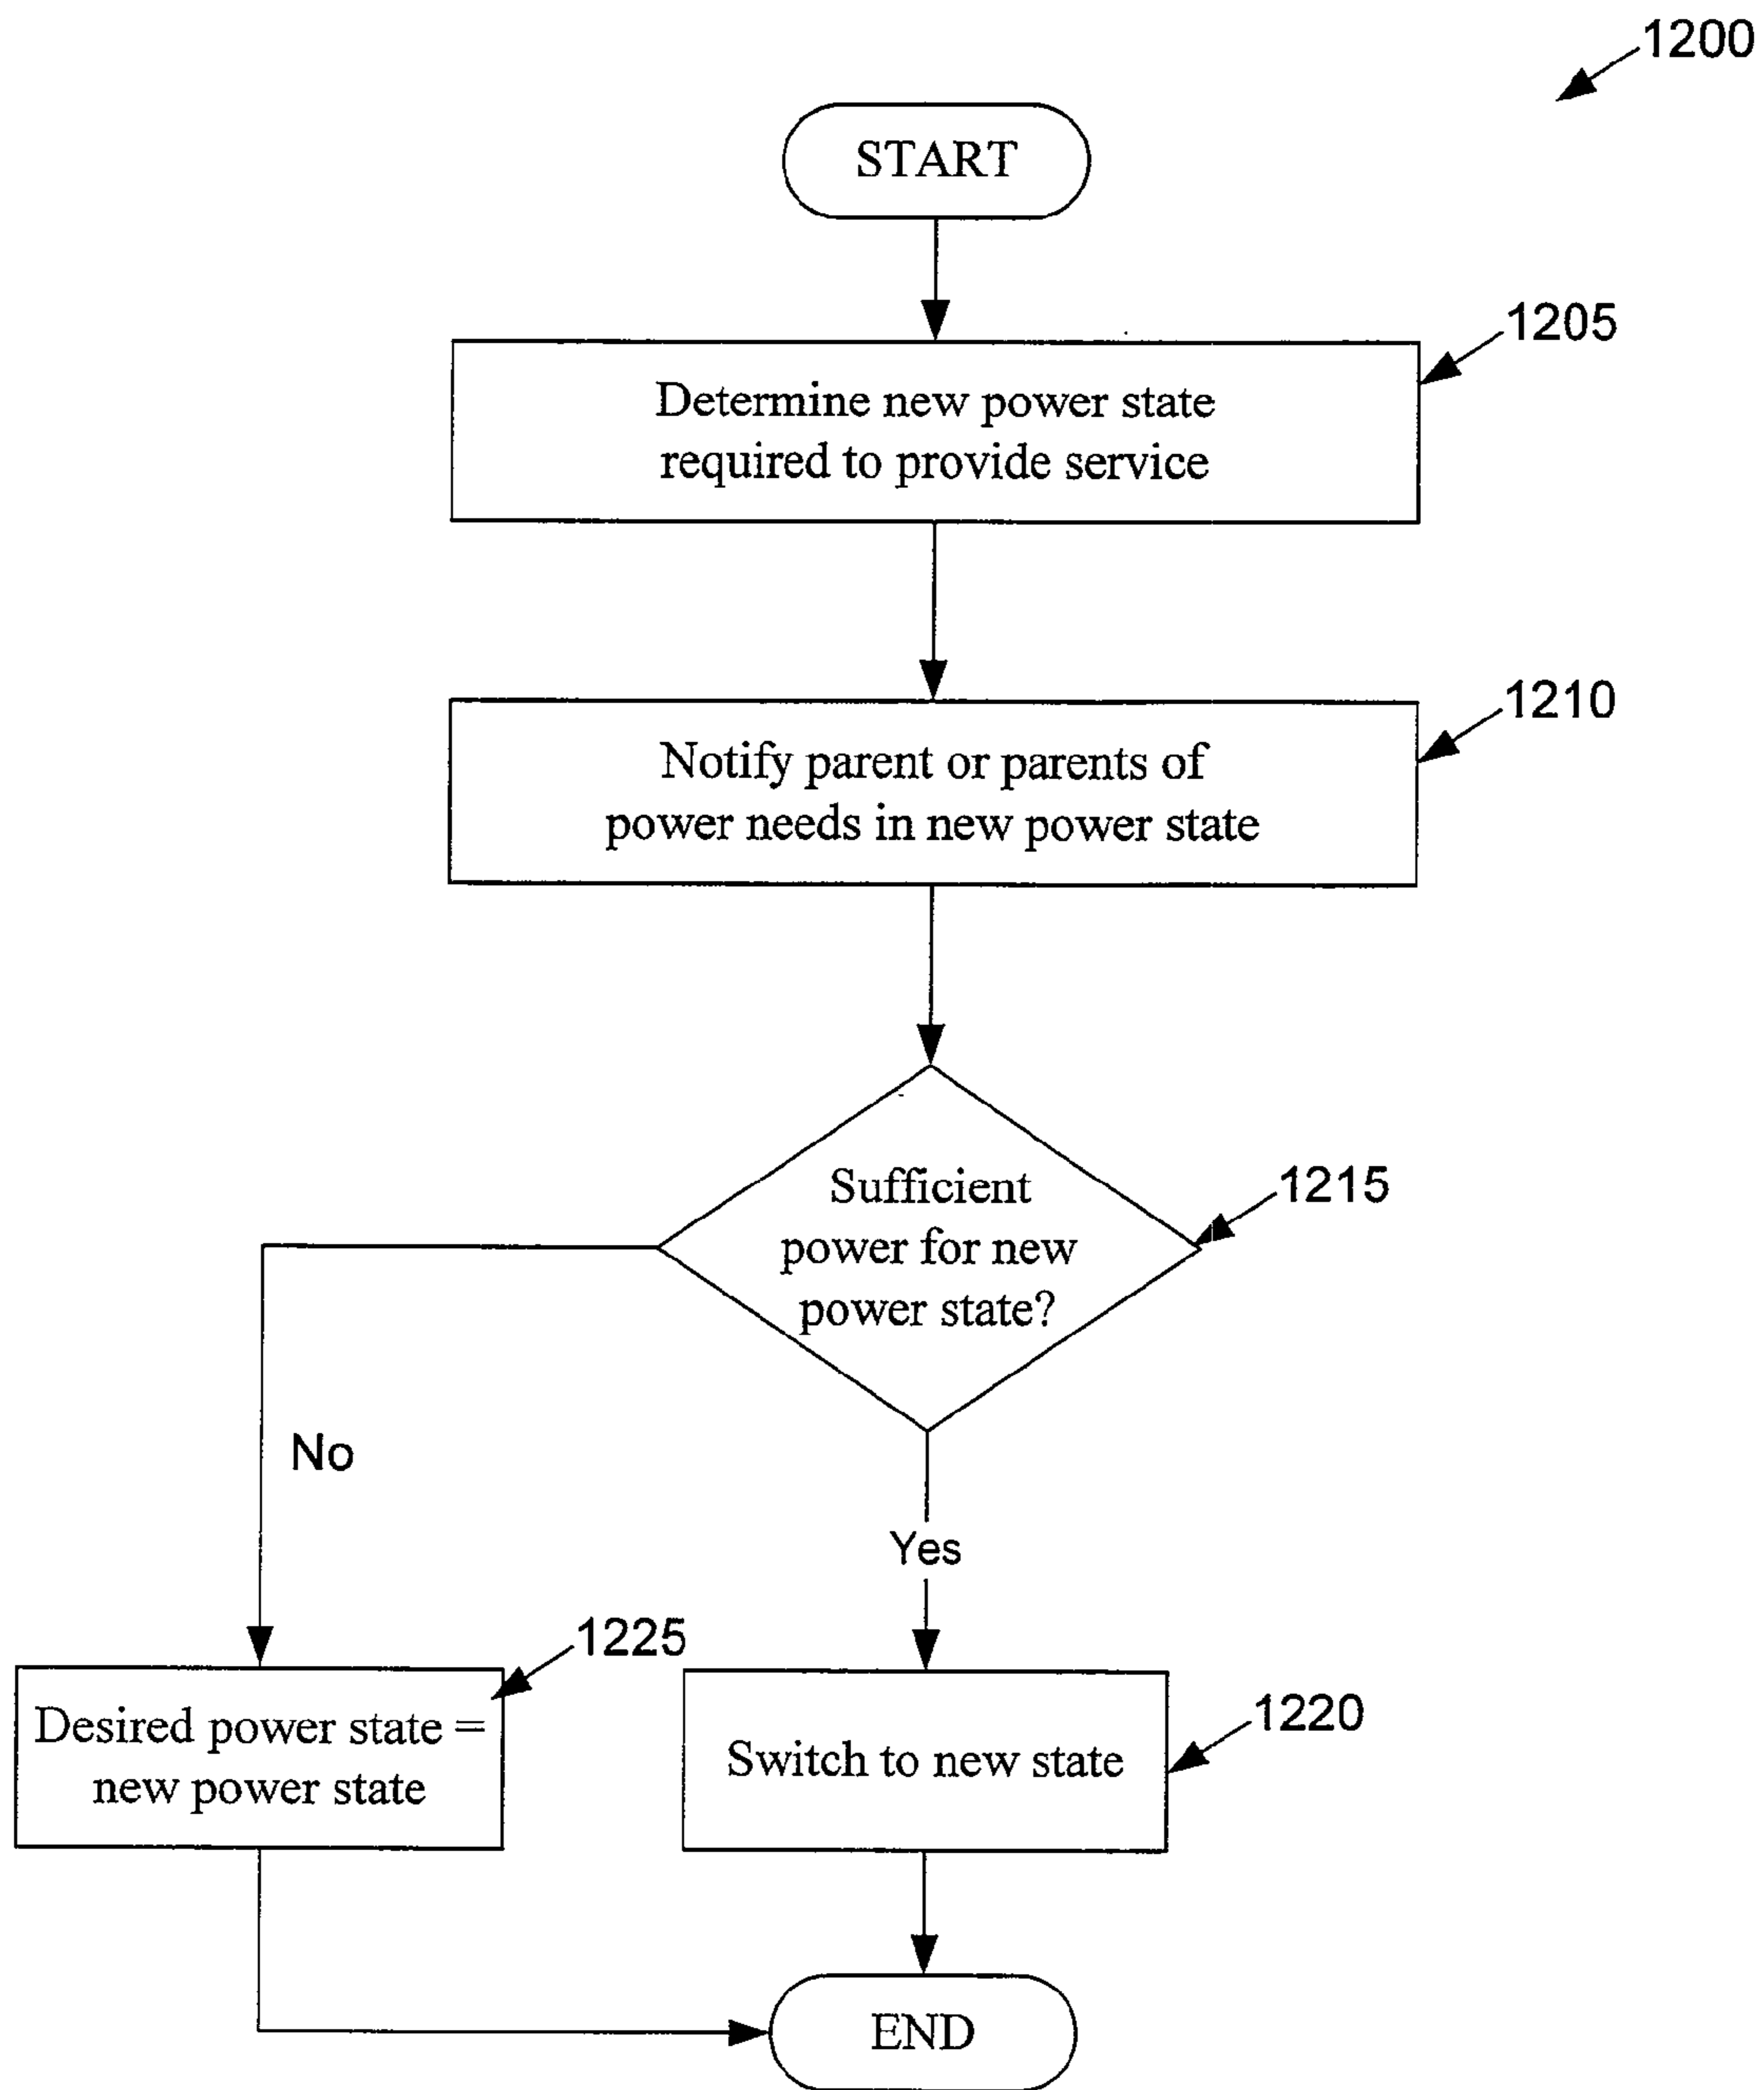 1200
START
1205
Determine new power state
required to provide service
1210
Notify parent or parents of
power needs in new power state
1215
Sufficient
power for new
power state?
No
Yes
1225
Desired power state =
new power state
1220
Switch to new state
END